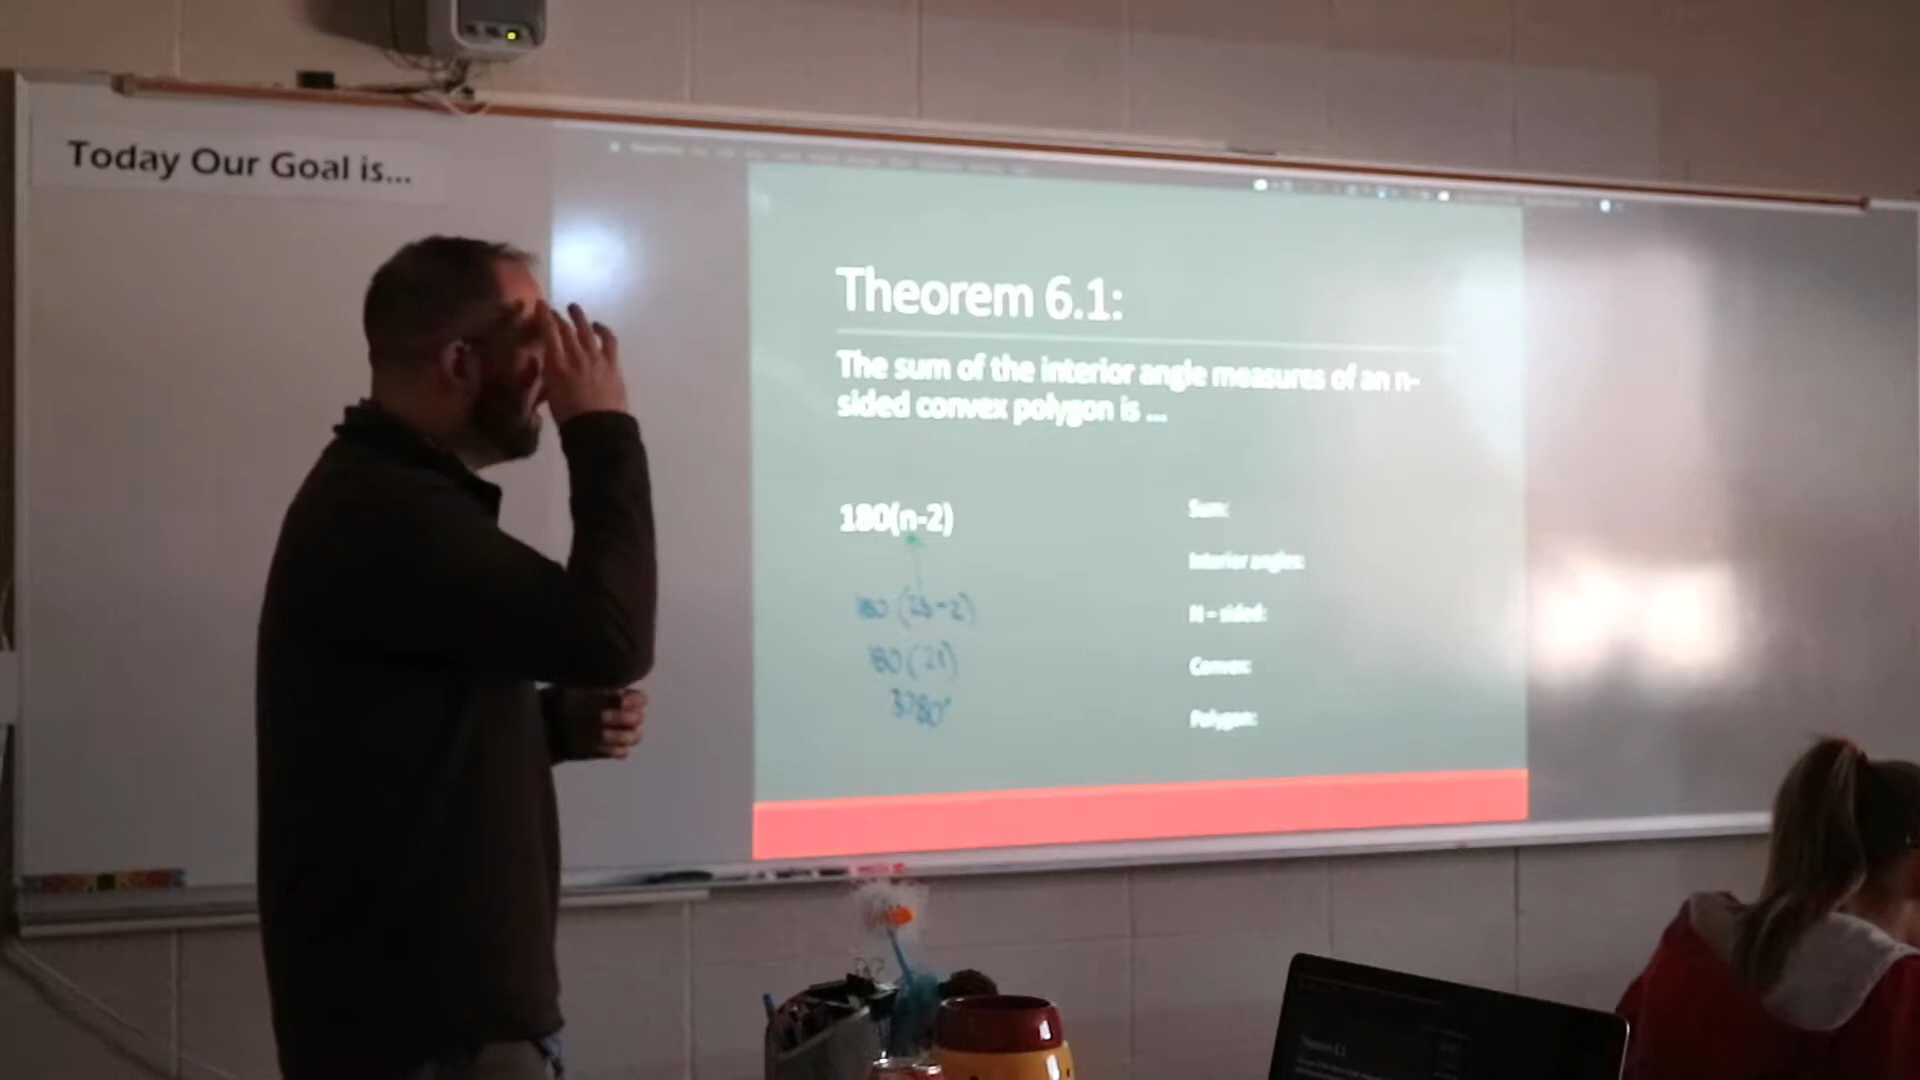 Today Our Goal is...
Theorem 6.1:
The sum of the interior angle measures of an n-
sided convex polygon is ...
180(n-2)
180(23-2)
180(21)
3780°
Sum:
Interior angles:
N - sided:
Convex:
Polygon: